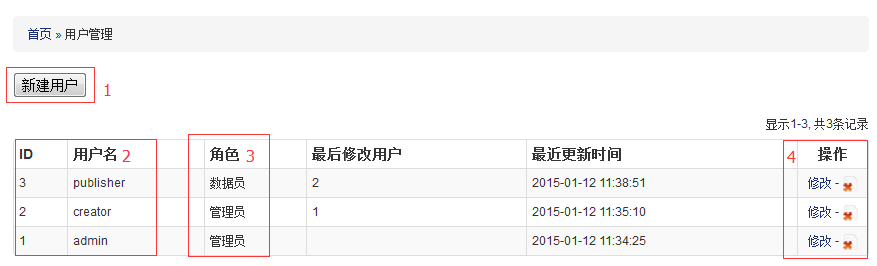 首页 » 用户管理
新建用户 1
显示1-3, 共3条记录
ID 用户名 2 角色 3 最后修改用户 最近更新时间 4 操作
3 publisher 数据员 2 2015-01-12 11:38:51 修改 -
2 creator 管理员 1 2015-01-12 11:35:10 修改 -
1 admin 管理员 2015-01-12 11:34:25 修改 -